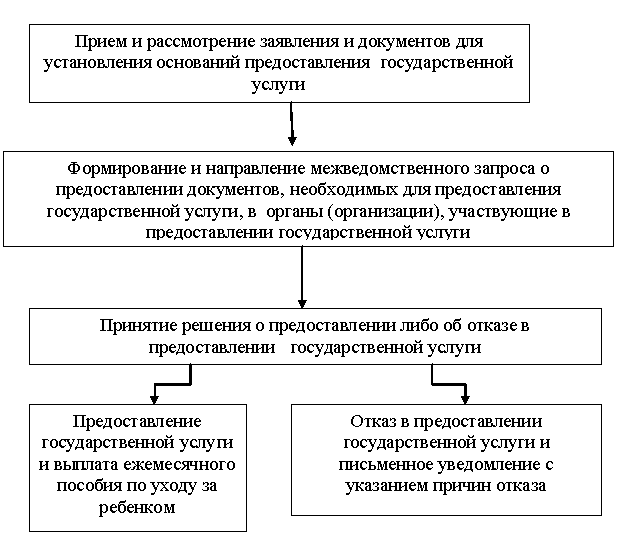 Прием и рассмотрение заявления и документов для
установления оснований предоставления государственной
услуги
Формирование и направление межведомственного запроса о
предоставлении документов, необходимых для предоставления
государственной услуги, в органы (организации), участвующие в
предоставлении государственной услуги
Принятие решения о предоставлении либо об отказе в
предоставлении государственной услуги
Предоставление
государственной услуги
и выплата ежемесячного
пособия по уходу за
ребенком
Отказ в предоставлении
государственной услуги и
письменное уведомление с
указанием причин отказа